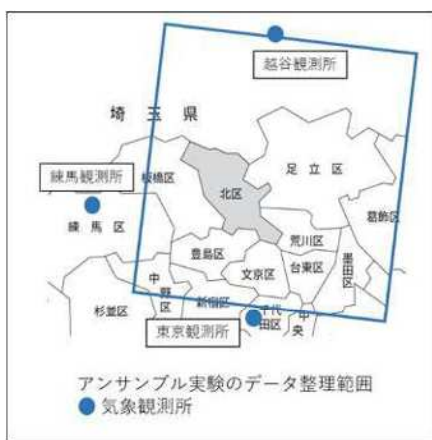 越谷観測所
埼玉県
足立区
練馬観測所
板橋区
北区
葛飾区
練馬区
豊島区
荒川区
文京区
台東区
墨田区
中野区
杉並区
新宿区
千代田区
中央
東京観測所
アンサンブル実験のデータ整理範囲
気象観測所